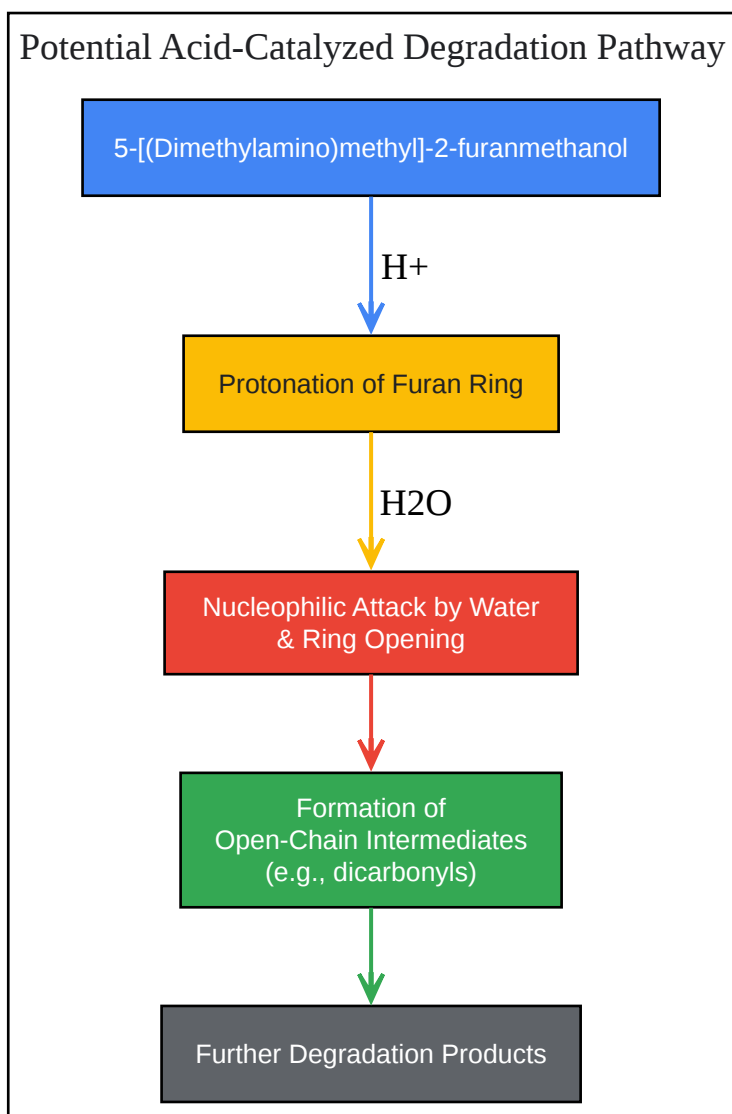 Potential Acid-Catalyzed Degradation Pathway
5-[(Dimethylamino)methyl]-2-furanmethanol
H+
Protonation of Furan Ring
H2O
Nucleophilic Attack by Water
& Ring Opening
Formation of
Open-Chain Intermediates
(e.g., dicarbonyls)
Further Degradation Products